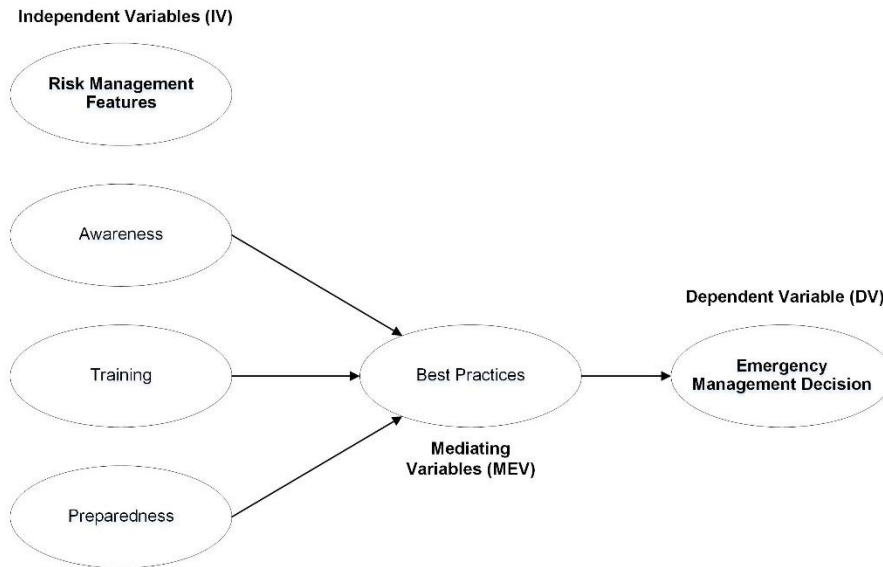 Independent Variables (IV)
Risk Management
Features
Awareness
Training
Preparedness
Best Practices
Mediating
Variables (MEV)
Dependent Variable (DV)
Emergency
Management Decision